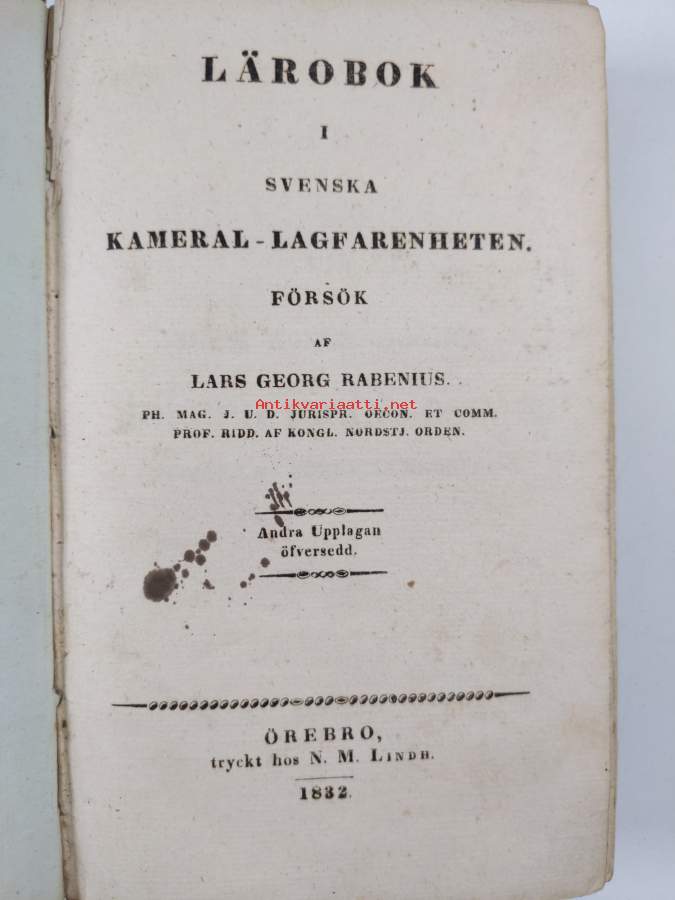 LÄROBOK
I
SVENSKA
KAMERAL-LAGFARENHETEN.
FÖRSÖK
AF
LARS GEORG RABENIUS.
Antikvariaatti.net
PH. MAG. J. U. D. JURISPR. OECON. ET COMM.
PROF. RIDD. AF KONGL. NORDSTJ. ORDEN.
Andra Upplagan
öfversedd.
ÖREBRO,
tryckt hos N. M. LINDH.
1832.